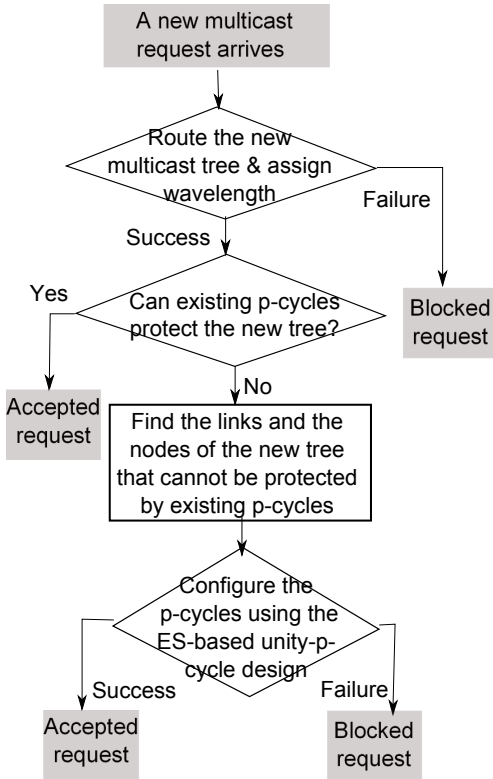 A new multicast
request arrives
Route the new
multicast tree & assign
wavelength
Failure
Success
Yes
Can existing p-cycles
protect the new tree?
Blocked
request
No
Accepted
request
Find the links and the
nodes of the new tree
that cannot be protected
by existing p-cycles
Configure the
p-cycles using the
ES-based unity-p-
cycle design
Success
Failure
Accepted
request
Blocked
request